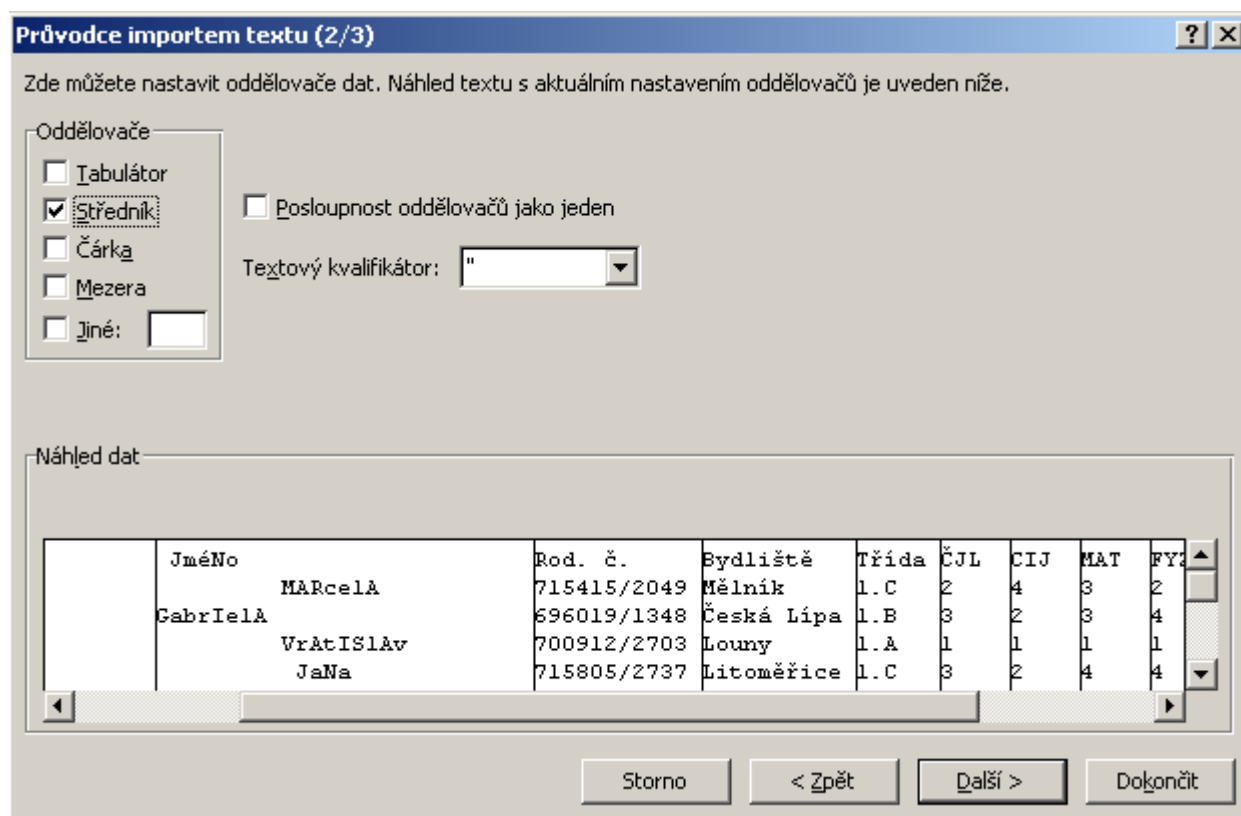 Průvodce importem textu (2/3)
Zde můžete nastavit oddělovače dat. Náhled textu s aktuálním nastavením oddělovačů je uveden níže.
Oddělovače
Tabulátor
Středník
Posloupnost oddělovačů jako jeden
Čárka
Textový kvalifikátor: "
Mezera
Jiné:
Náhled dat
JméNo Rod. č. Bydliště Třída ČJL CIJ MAT FYZ
MARcelA 715415/2049 Mělník 1.C 2 4 3 2
GabrIelA 696019/1348 Česká Lípa 1.B 3 2 3 4
VrAtISlAv 700912/2703 Louny 1.A 1 1 1 1
JaNa 715805/2737 Litoměřice 1.C 3 2 4 4
Storno < Zpět Další > Dokončit